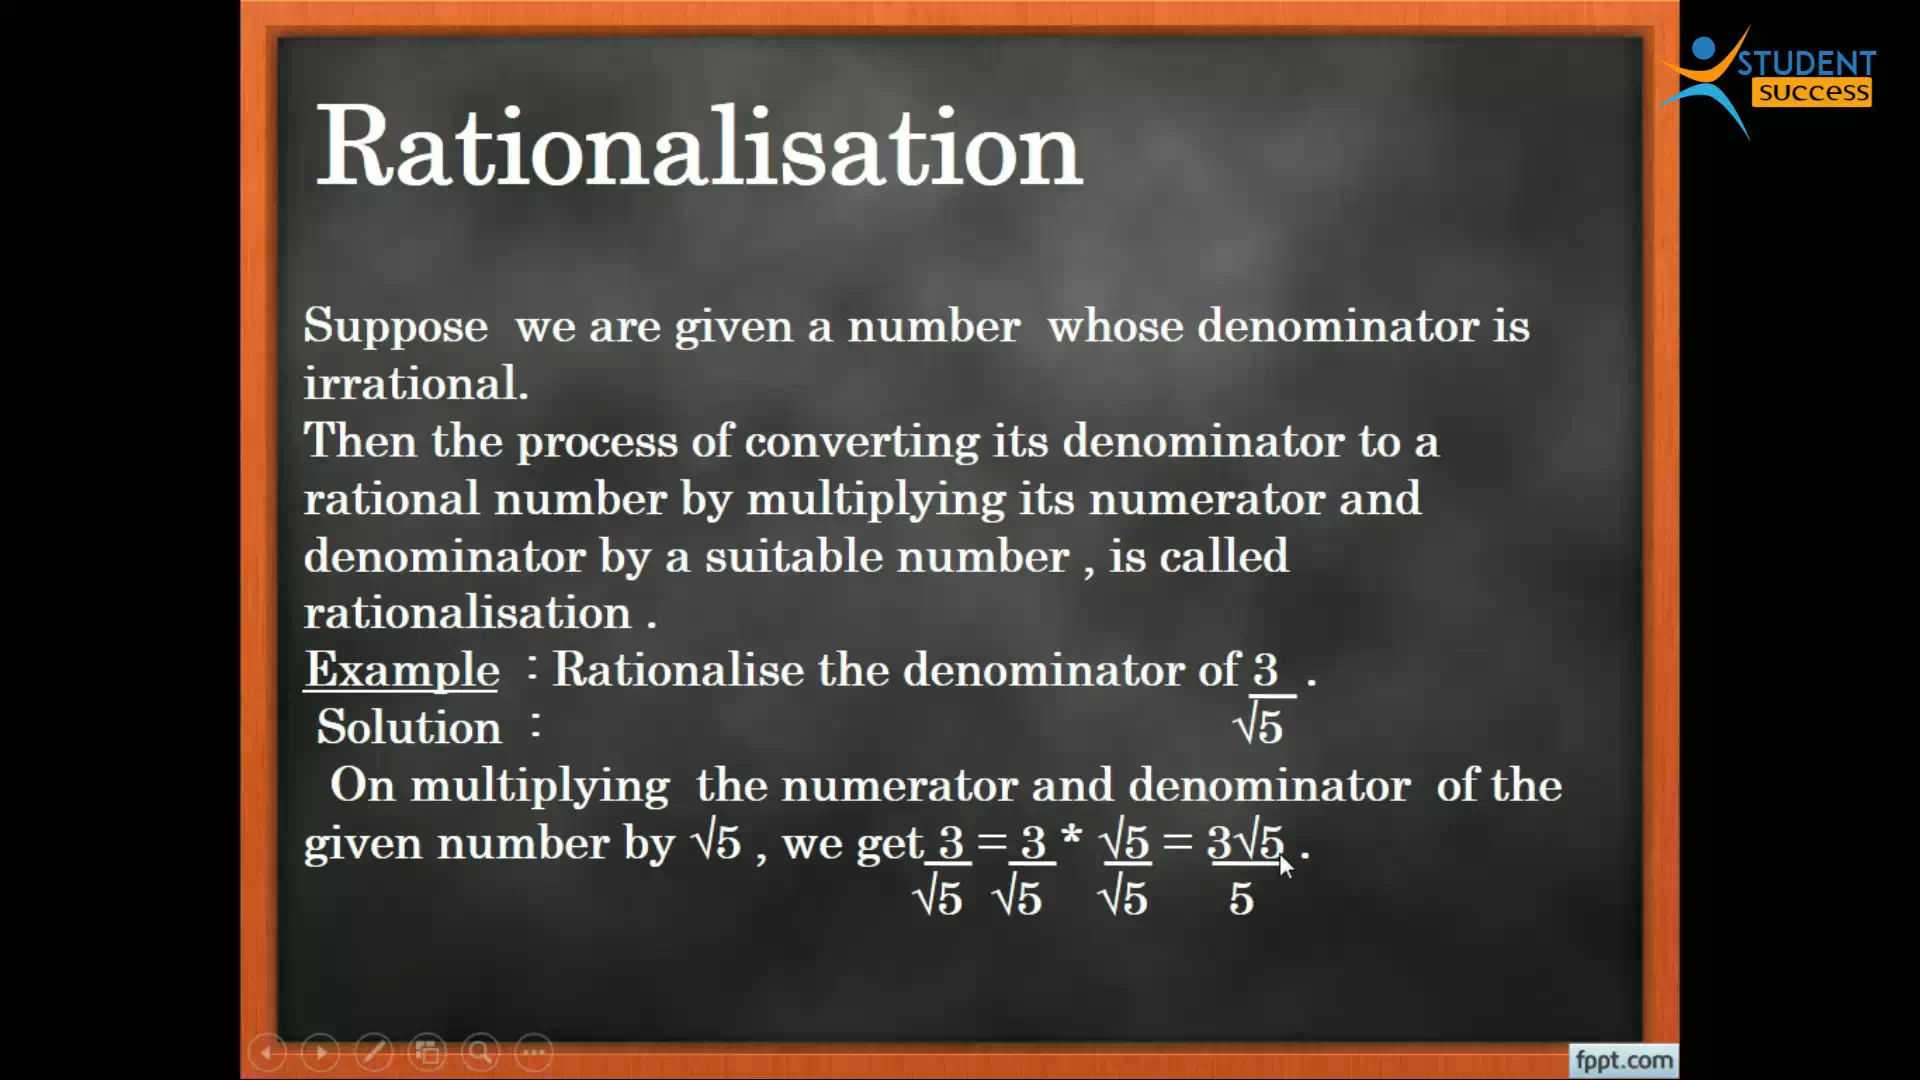 STUDENT
success
Rationalisation
Suppose we are given a number whose denominator is
irrational.
Then the process of converting its denominator to a
rational number by multiplying its numerator and
denominator by a suitable number , is called
rationalisation .
Example : Rationalise the denominator of 3 .
Solution : √5
On multiplying the numerator and denominator of the
given number by √5 , we get 3 = 3 * √5 = 3√5 .
√5 √5 √5 5
fppt.com